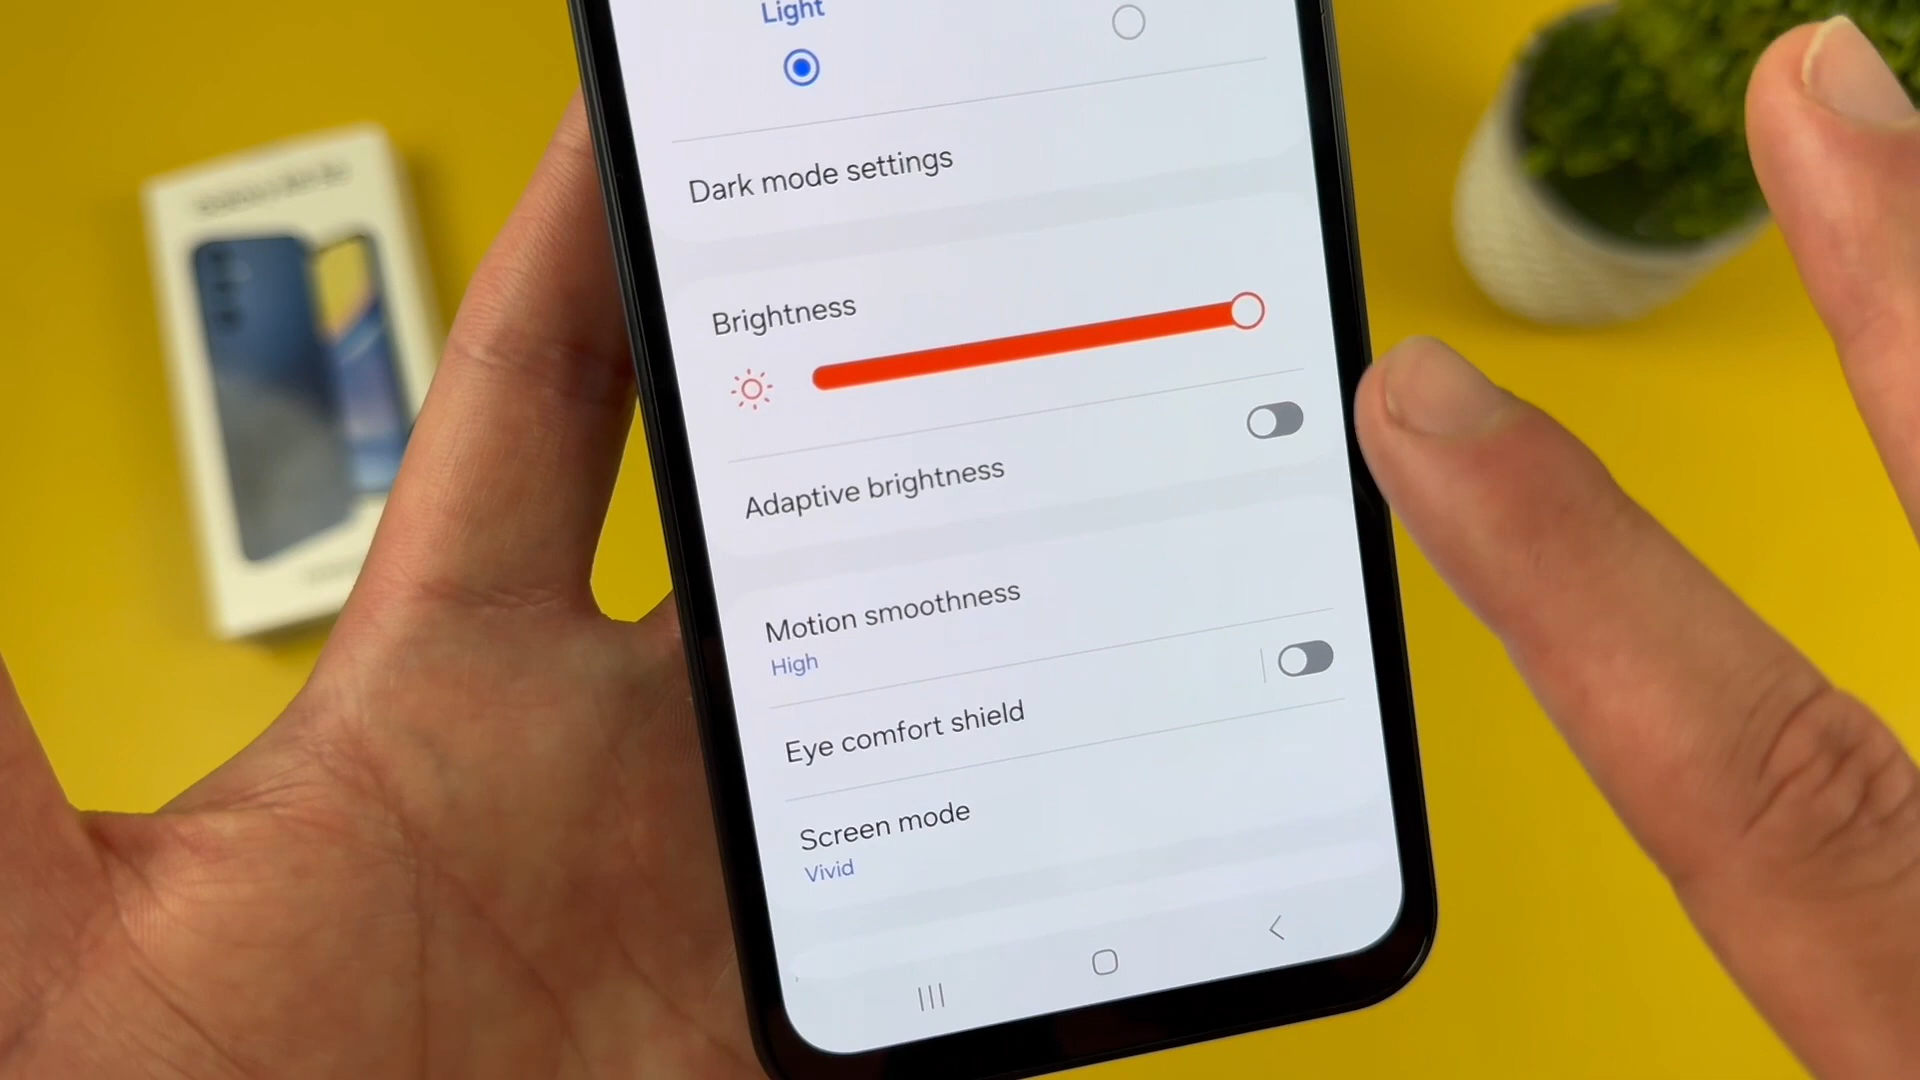 Light
Dark mode settings
Brightness
Adaptive brightness
Motion smoothness
High
Eye comfort shield
Screen mode
Vivid